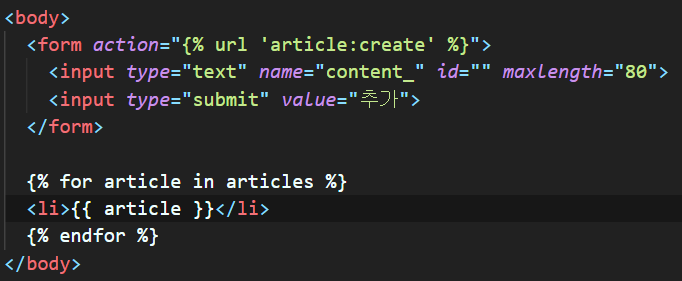 <body>
<form action="{% url 'article:create' %}">
<input type="text" name="content_" id="" maxlength="80">
<input type="submit" value="추가">
</form>
{% for article in articles %}
<li>{{ article }}</li>
{% endfor %}
</body>